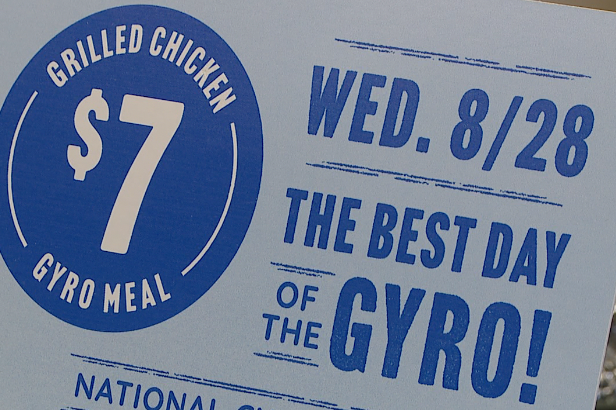 GRILLED CHICKEN
$7
GYRO MEAL
WED. 8/28
THE BEST DAY
OF THE GYRO!
NATIONAL